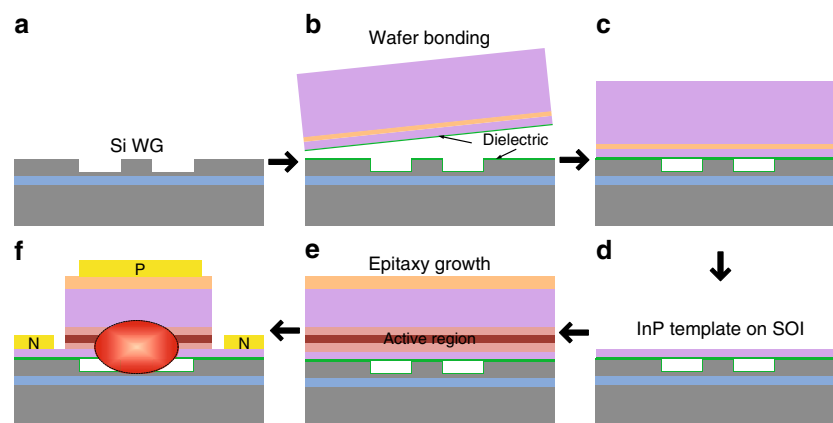 a
b
c
Wafer bonding
Si WG
Dielectric
f
e
d
P
Epitaxy growth
InP template on SOI
N
N
Active region